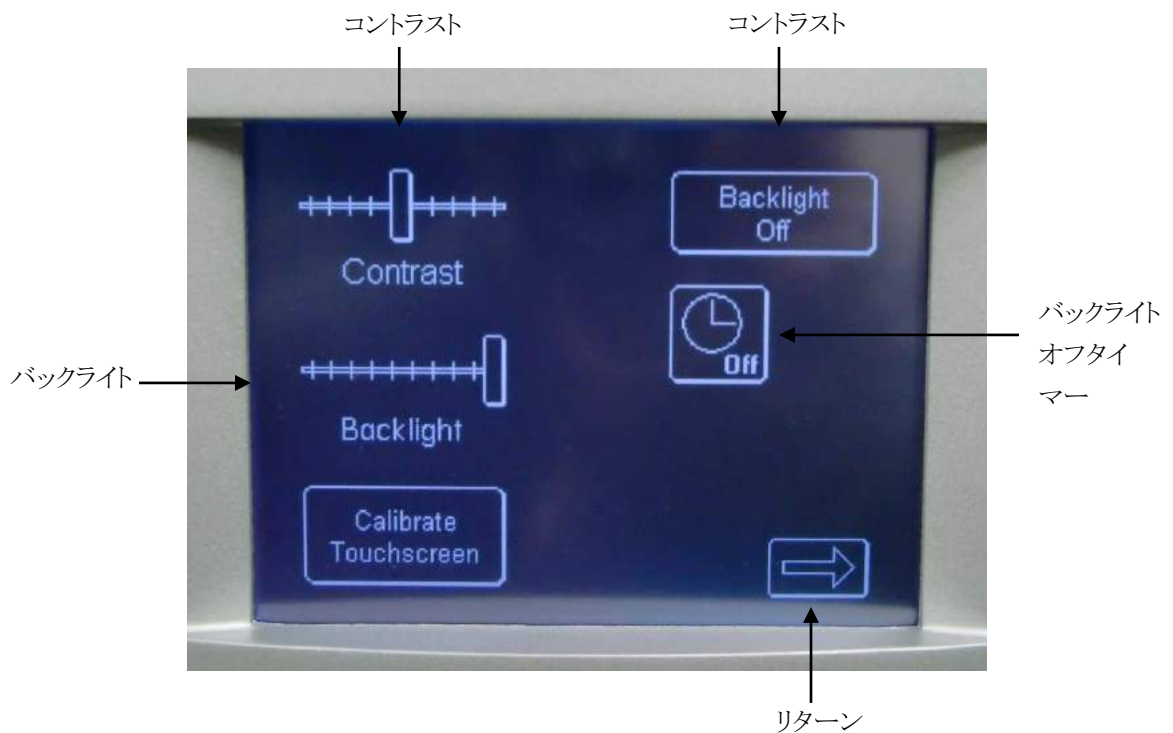 コントラスト
コントラスト
Backlight
Off
Contrast
バックライト
オフタイ
マー
Off
バックライト
Backlight
Calibrate
Touchscreen
リターン